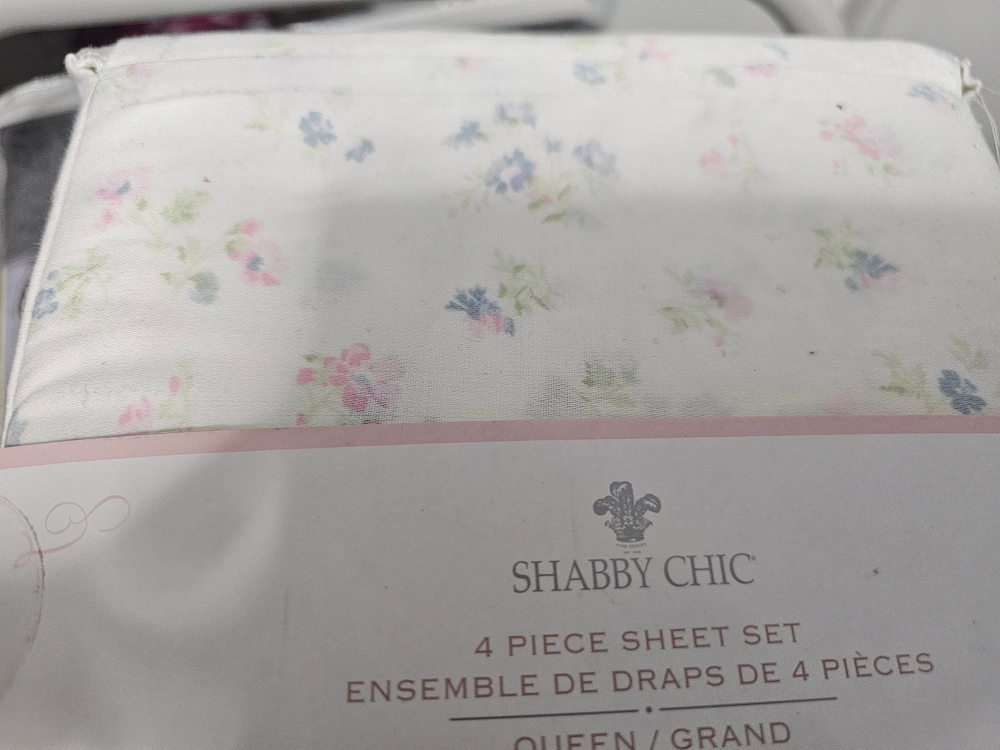 SHABBY CHIC
4 PIECE SHEET SET
ENSEMBLE DE DRAPS DE 4 PIÈCES
QUEEN / GRAND